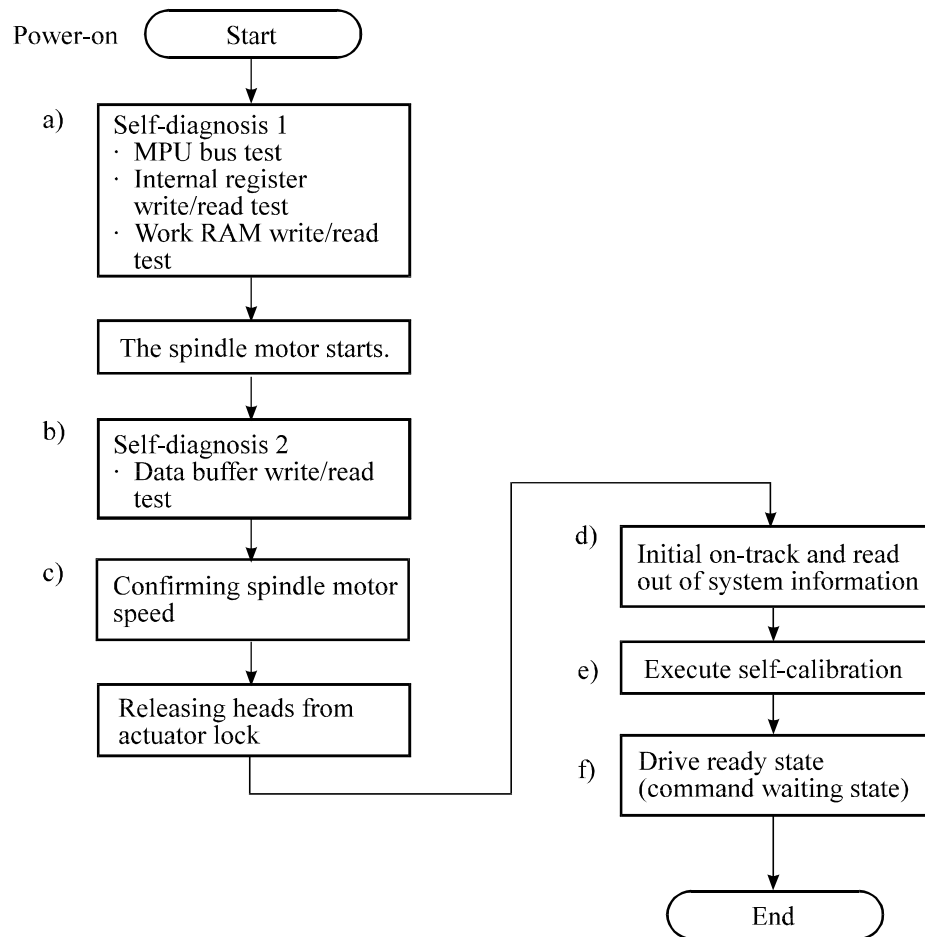 Power-on
Start
a)
Self-diagnosis 1
· MPU bus test
· Internal register
write/read test
· Work RAM write/read
test
The spindle motor starts.
b)
Self-diagnosis 2
· Data buffer write/read
test
c)
Confirming spindle motor
speed
Releasing heads from
actuator lock
d)
Initial on-track and read
out of system information
e)
Execute self-calibration
f)
Drive ready state
(command waiting state)
End